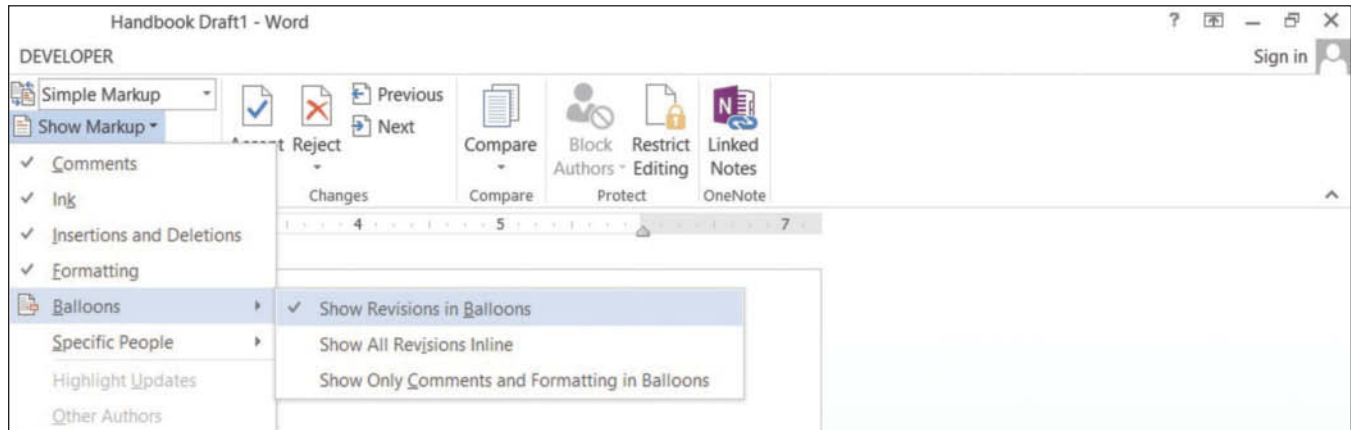 Handbook Draft1 - Word
?
DEVELOPER
Sign in
Simple Markup
Show Markup
Comments
Ink
Insertions and Deletions
Formatting
Balloons
Specific People
Highlight Updates
Other Authors
Show Revisions in Balloons
Show All Revisions Inline
Show Only Comments and Formatting in Balloons
Reject
Previous
Next
Changes
Compare
Compare
Block
Authors
Restrict
Editing
Protect
N
Linked
Notes
OneNote
4 5 7